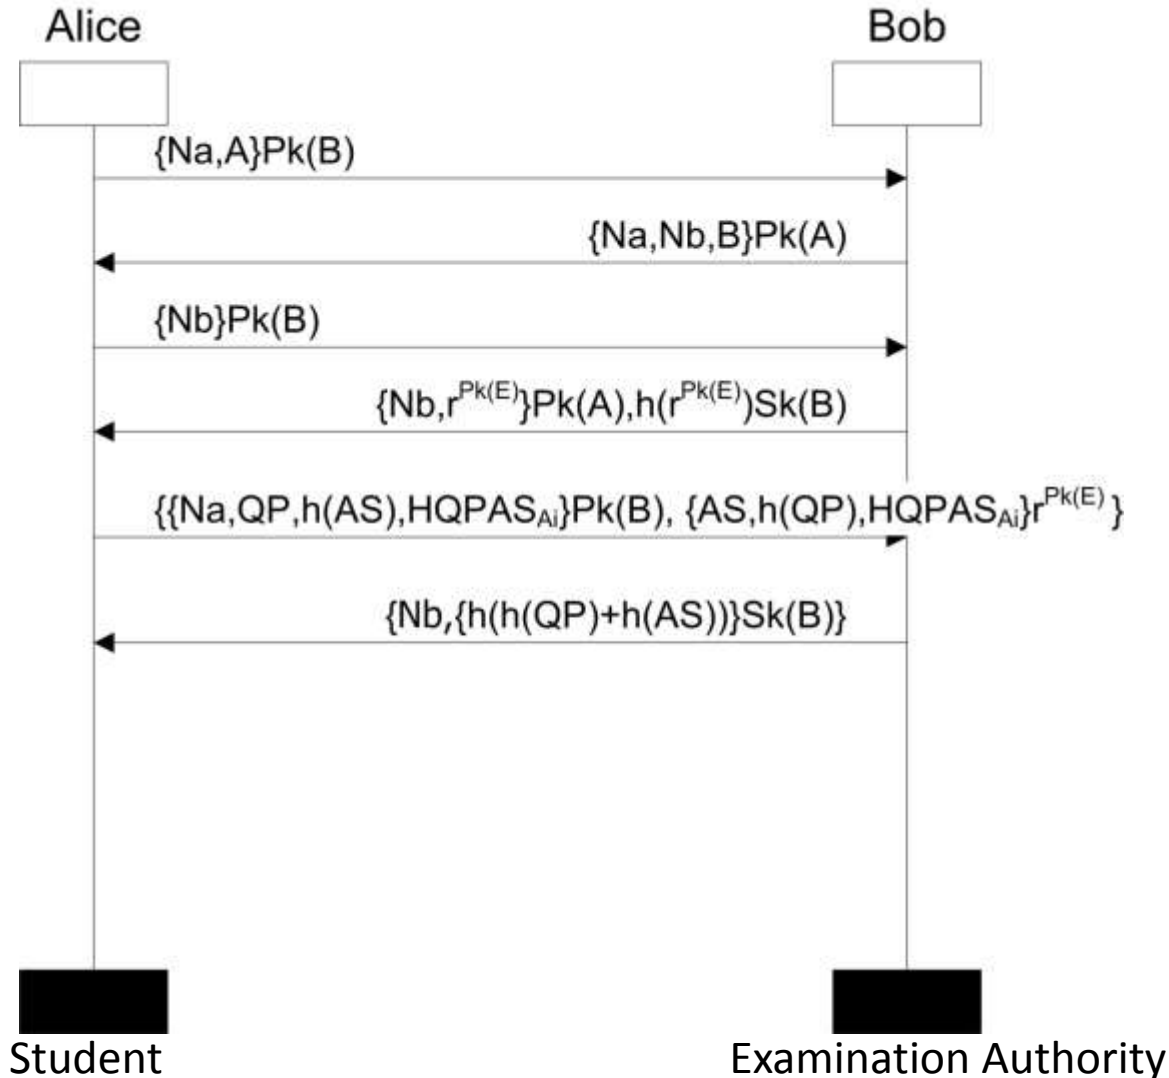 Alice Bob
{Na,A}Pk(B)
{Na,Nb,B}Pk(A)
{Nb}Pk(B)
{Nb,r^Pk(E)}Pk(A),h(r^Pk(E))Sk(B)
{{Na,QP,h(AS),HQPAS_Ai}Pk(B), {AS,h(QP),HQPAS_Ai}r^Pk(E) }
{Nb,{h(h(QP)+h(AS))}Sk(B)}
Student Examination Authority